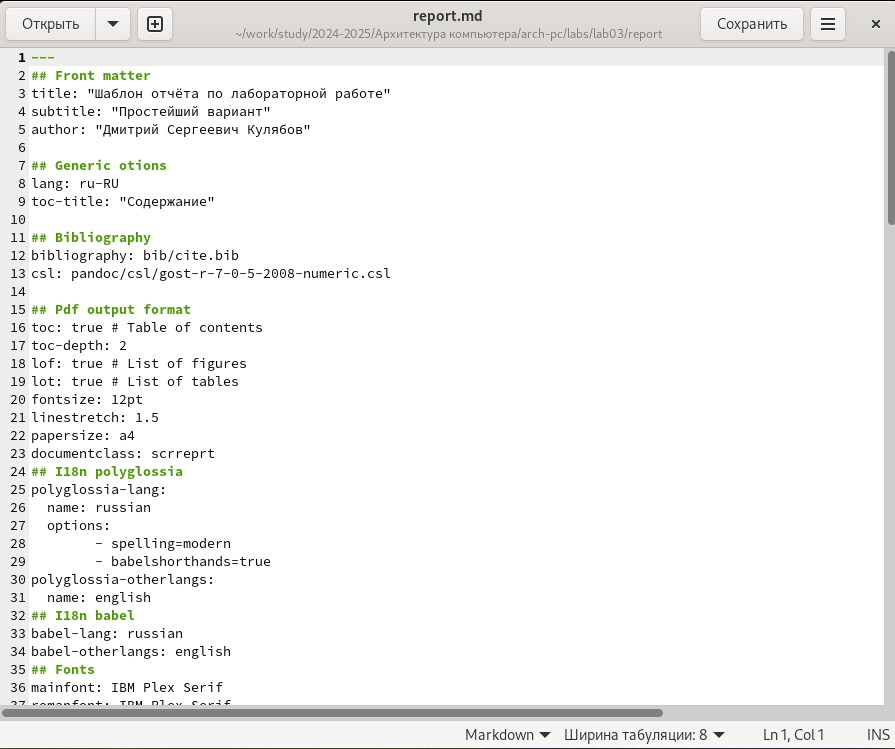 Открыть
report.md
~/work/study/2024-2025/Архитектура компьютера/arch-pc/labs/lab03/report
Сохранить
1 ---
2 ## Front matter
3 title: "Шаблон отчёта по лабораторной работе"
4 subtitle: "Простейший вариант"
5 author: "Дмитрий Сергеевич Кулябов"
6
7 ## Generic otions
8 lang: ru-RU
9 toc-title: "Содержание"
10
11 ## Bibliography
12 bibliography: bib/cite.bib
13 csl: pandoc/csl/gost-r-7-0-5-2008-numeric.csl
14
15 ## Pdf output format
16 toc: true # Table of contents
17 toc-depth: 2
18 lof: true # List of figures
19 lot: true # List of tables
20 fontsize: 12pt
21 linestretch: 1.5
22 papersize: a4
23 documentclass: scrreprt
24 ## I18n polyglossia
25 polyglossia-lang:
26   name: russian
27   options:
28         - spelling=modern
29         - babelshorthands=true
30 polyglossia-otherlangs:
31   name: english
32 ## I18n babel
33 babel-lang: russian
34 babel-otherlangs: english
35 ## Fonts
36 mainfont: IBM Plex Serif
37 romanfont: IBM Plex Serif
Markdown
Ширина табуляции: 8
Ln 1, Col 1
INS